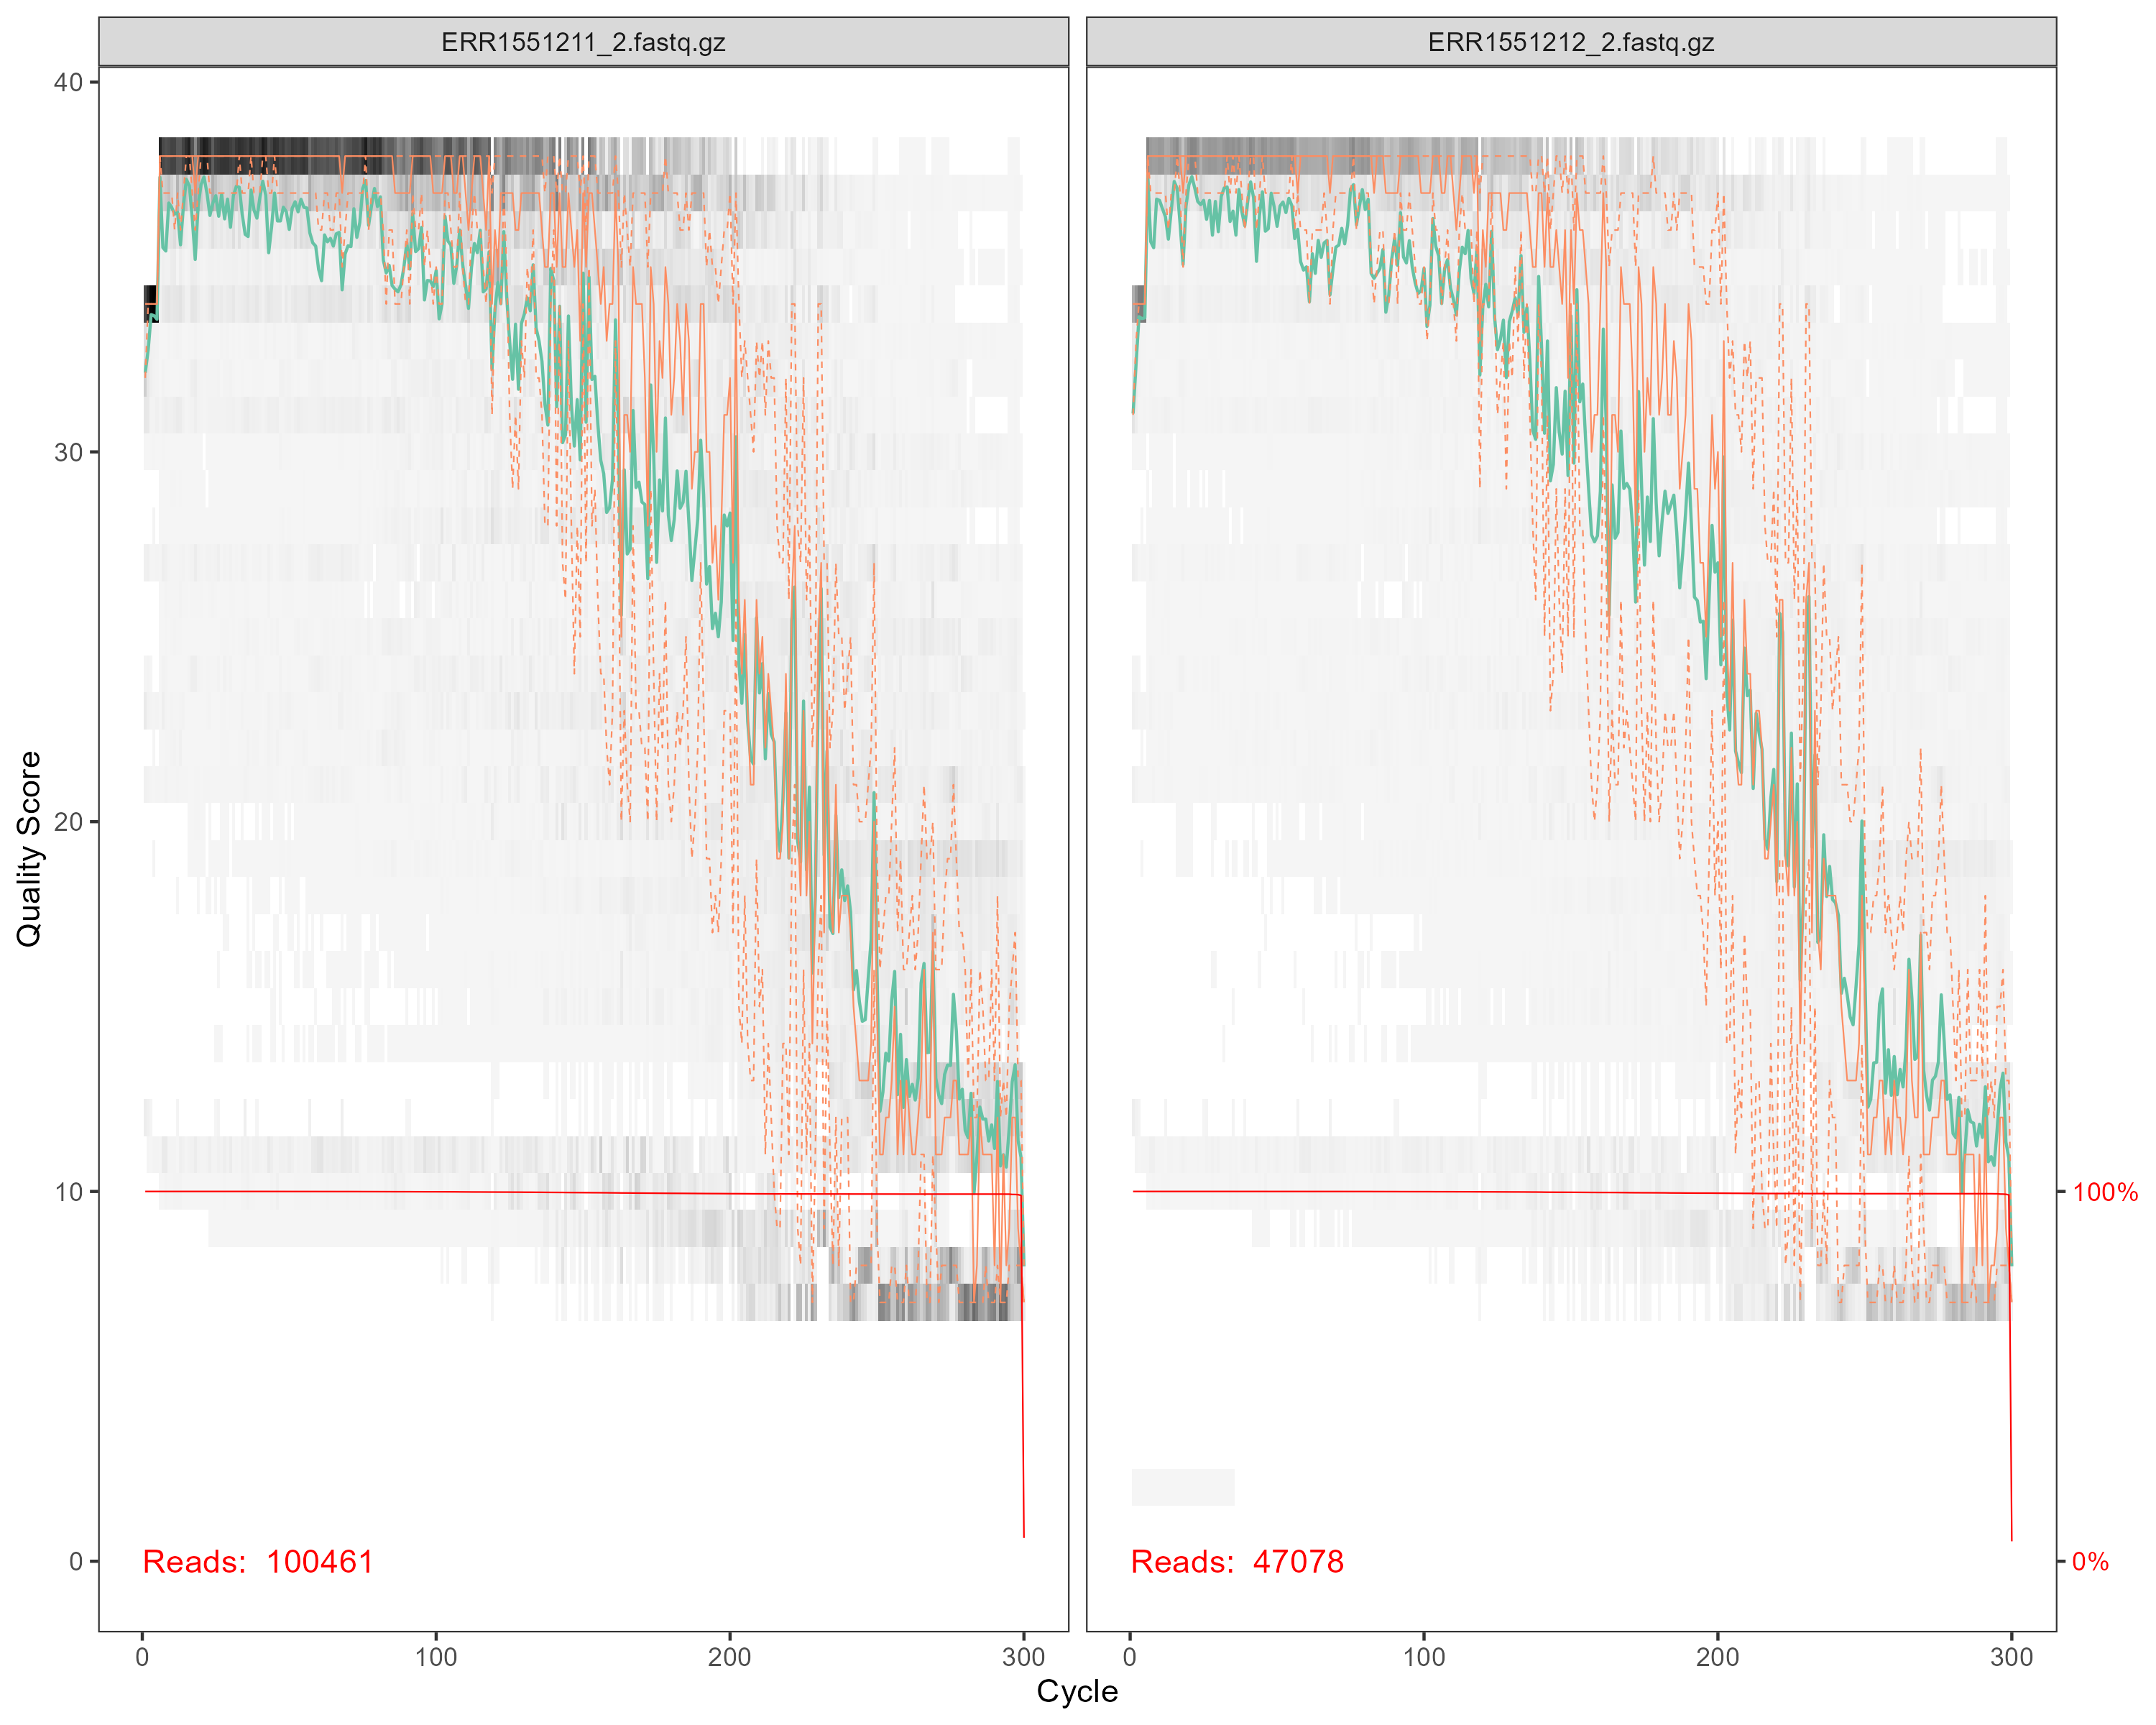 ERR1551211_2.fastq.gz
ERR1551212_2.fastq.gz
Quality Score
40
30
20
10
0
Reads: 100461
Reads: 47078
100%
0%
0 100 200 300
0 100 200 300
Cycle